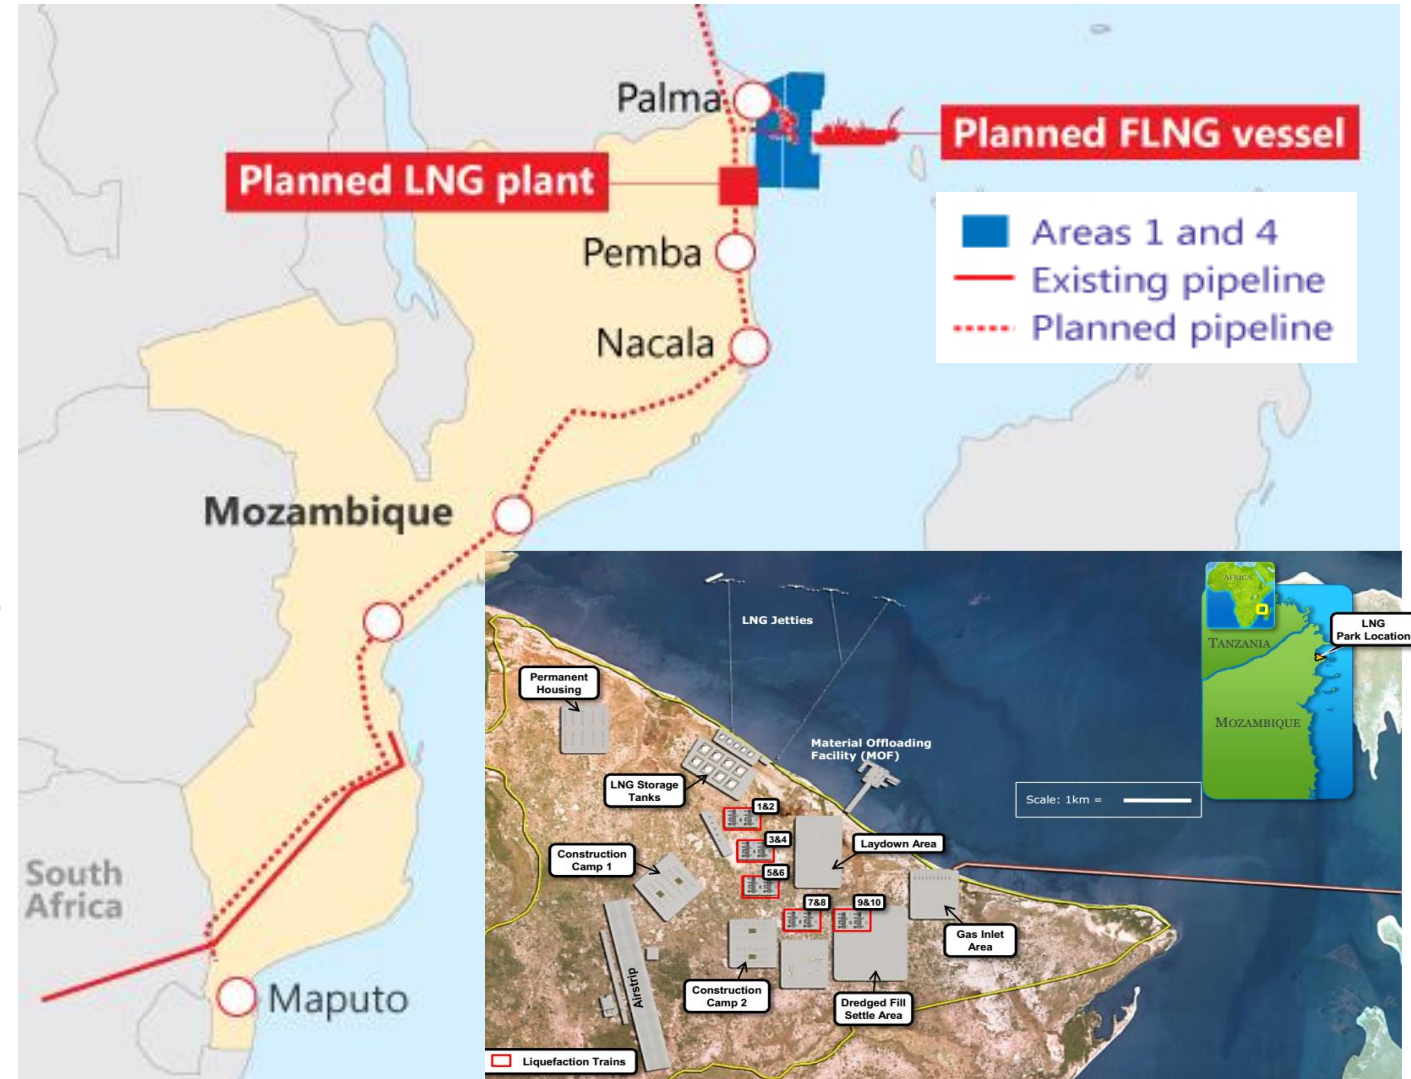 Palma
Planned FLNG vessel
Planned LNG plant
Areas 1 and 4
Existing pipeline
Planned pipeline
Pemba
Nacala
Mozambique
South
Africa
Maputo
LNG Jetties
AFRICA
TANZANIA
LNG
Park Location
MOZAMBIQUE
Permanent
Housing
Material Offloading
Facility (MOF)
LNG Storage
Tanks
Scale: 1km =
1&2
3&4
5&6
7&8
9&10
Laydown Area
Construction
Camp 1
Gas Inlet
Area
Airstrip
Construction
Camp 2
Dredged Fill
Settle Area
Liquefaction Trains